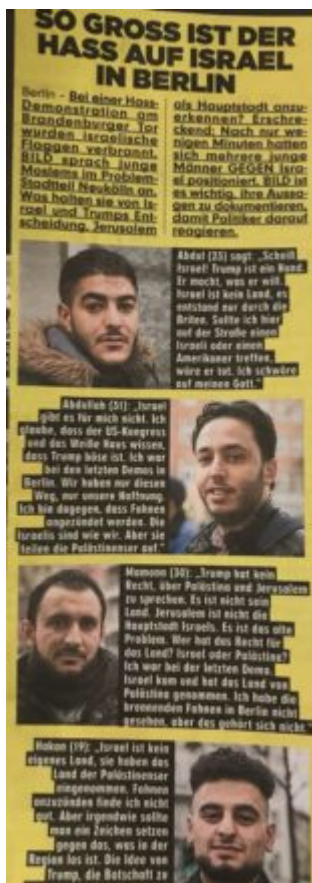 SO GROSS IST DER
HASS AUF ISRAEL
IN BERLIN
Berlin – Bei einer Hass-
Demonstration am
Brandenburger Tor
wurden israelische
Flaggen verbrannt.
BILD sprach junge
Moslems im Problem-
Stadtteil Neukölln an.
Was halten sie von Is-
rael und Trumps Ent-
scheidung, Jerusalem
als Hauptstadt anzu-
erkennen? Erschre-
ckend: Nach nur we-
nigen Minuten hatten
sich mehrere junge
Männer GEGEN Isra-
el positioniert. BILD ist
es wichtig, ihre Aussa-
gen zu dokumentieren,
damit Politiker darauf
reagieren.
Abdul (23) sagt: „Scheiß
Israel! Trump ist ein Hund.
Er macht, was er will.
Israel ist kein Land, es
entstand nur durch die
Briten. Sollte ich hier
auf der Straße einen
Israeli oder einen
Amerikaner treffen,
wäre er tot. Ich schwöre
auf meinen Gott.“
Abdullah (31): „Israel
gibt es für mich nicht. Ich
glaube, dass der US-Kongress
und das Weiße Haus wissen,
dass Trump böse ist. Ich war
bei den letzten Demos in
Berlin. Wir haben nur diesen
Weg, nur unsere Hoffnung.
Ich bin dagegen, dass Fahnen
angezündet werden. Die
Israelis sind wie wir. Aber sie
teilen die Palästinenser auf.“
Mamoon (30): „Trump hat kein
Recht, über Palästina und Jerusalem
zu sprechen. Es ist nicht sein
Land. Jerusalem ist nicht die
Hauptstadt Israels. Es ist das alte
Problem. Wer hat das Recht für
das Land? Israel oder Palästina?
Ich war bei der letzten Demo.
Israel kam und hat das Land von
Palästina genommen. Ich habe die
brennenden Fahnen in Berlin nicht
gesehen, aber das gehört sich nicht.“
Hakan (19): „Israel ist kein
eigenes Land, sie haben das
Land der Palästinenser
eingenommen. Fahnen
anzuzünden finde ich nicht
gut. Aber irgendwie sollte
man ein Zeichen setzen
gegen das, was in der
Region los ist. Die Idee von
Trump, die Botschaft zu